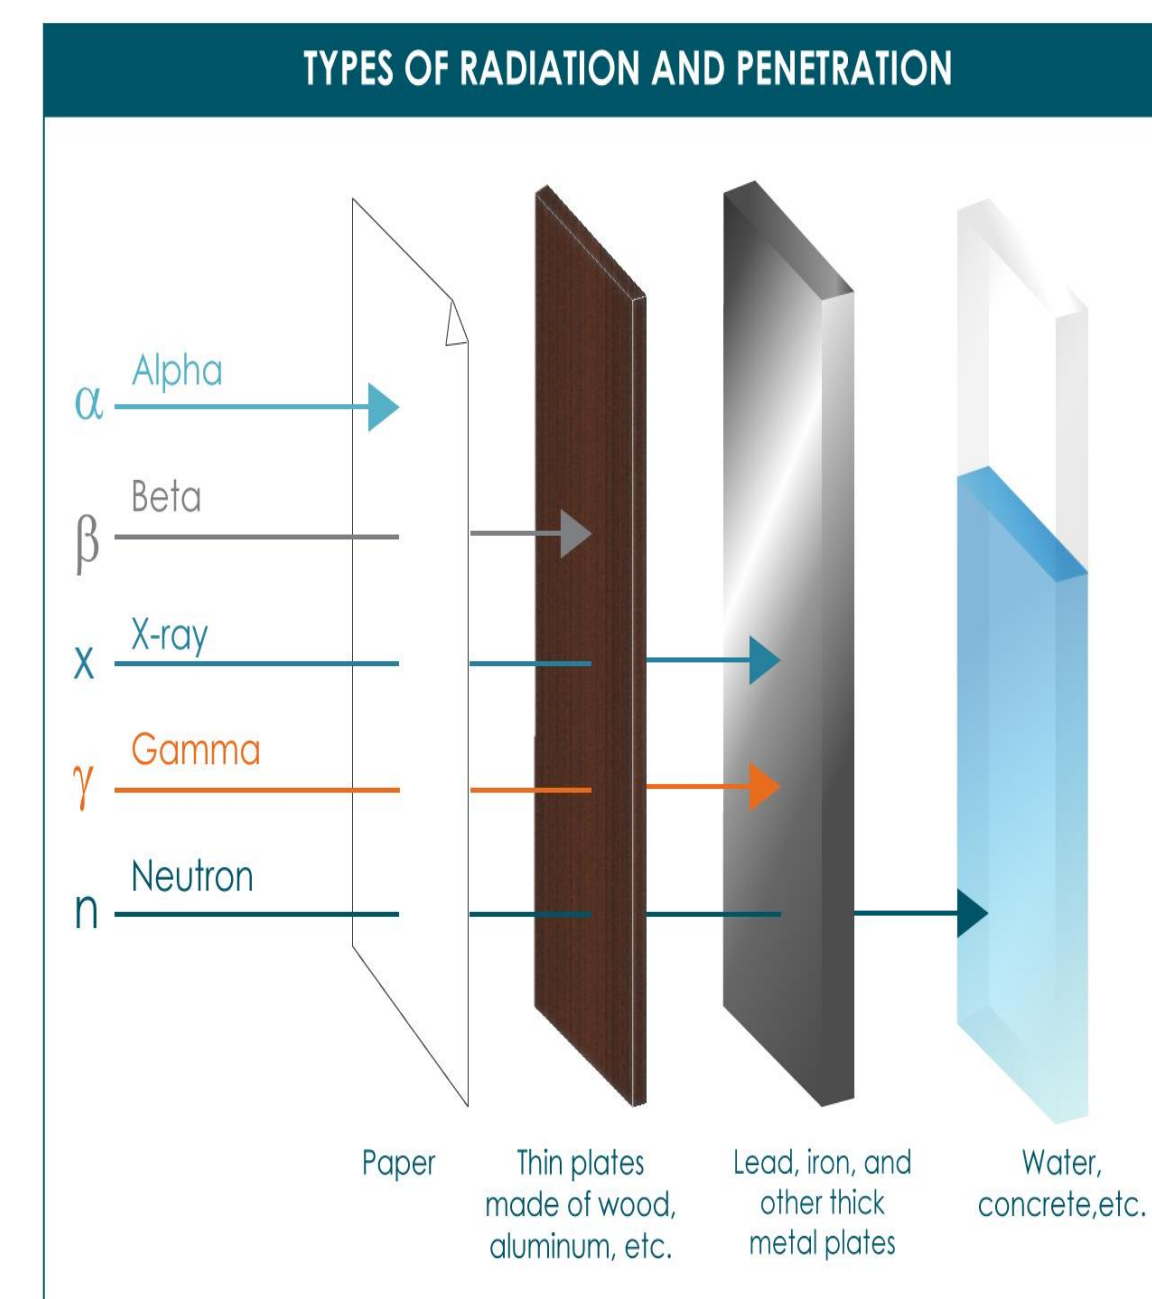 TYPES OF RADIATION AND PENETRATION
α
Alpha
β
Beta
x
X-ray
γ
Gamma
n
Neutron
Paper
Thin plates
made of wood,
aluminum, etc.
Lead, iron, and
other thick
metal plates
Water,
concrete,etc.